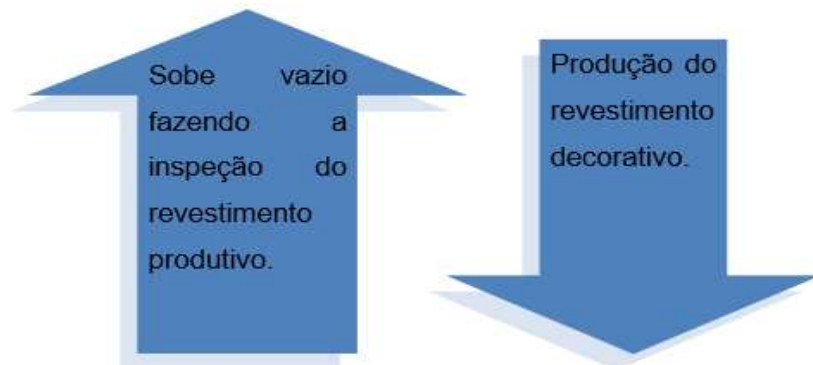 Sobe vazio
fazendo a
inspeção do
revestimento
produtivo.
Produção do
revestimento
decorativo.